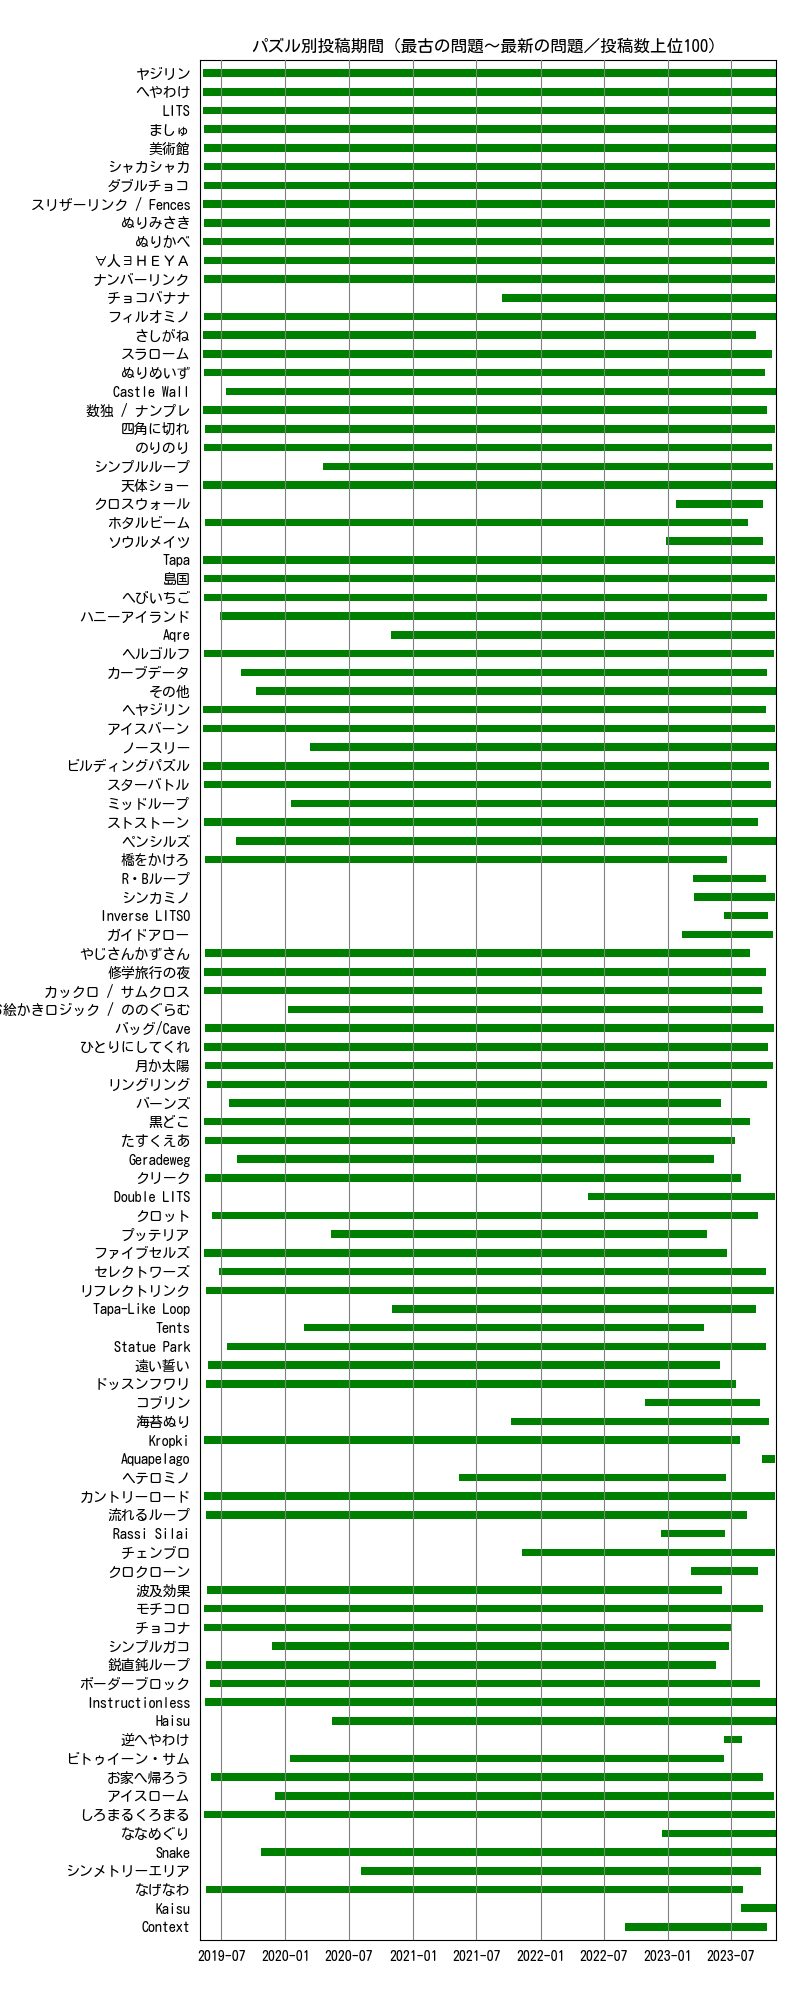 パズル別投稿期間（最古の問題～最新の問題／投稿数上位100）
ヤジリン
へやわけ
LITS
ましゅ
美術館
シャカシャカ
ダブルチョコ
スリザーリンク / Fences
ぬりみさき
ぬりかべ
∀人∃ＨＥＹＡ
ナンバーリンク
チョコバナナ
フィルオミノ
さしがね
スラローム
ぬりめいず
Castle Wall
数独 / ナンプレ
四角に切れ
のりのり
シンプルループ
天体ショー
クロスウォール
ホタルビーム
ソウルメイツ
Tapa
島国
へびいちご
ハニーアイランド
Aqre
ヘルゴルフ
カーブデータ
その他
ヘヤジリン
アイスバーン
ノースリー
ビルディングパズル
スターバトル
ミッドループ
ストストーン
ペンシルズ
橋をかけろ
R・Bループ
シンカミノ
Inverse LITSO
ガイドアロー
やじさんかずさん
修学旅行の夜
カックロ / サムクロス
絵かきロジック / ののぐらむ
バッグ/Cave
ひとりにしてくれ
月か太陽
リングリング
バーンズ
黒どこ
たすくえあ
Geradeweg
クリーク
Double LITS
クロット
プッテリア
ファイブセルズ
セレクトワーズ
リフレクトリンク
Tapa-Like Loop
Tents
Statue Park
遠い誓い
ドッスンフワリ
コブリン
海苔ぬり
Kropki
Aquapelago
ヘテロミノ
カントリーロード
流れるループ
Rassi Silai
チェンブロ
クロクローン
波及効果
モチコロ
チョコナ
シンプルガコ
鋭直鈍ループ
ボーダーブロック
Instructionless
Haisu
逆へやわけ
ビトゥイーン・サム
お家へ帰ろう
アイスローム
しろまるくろまる
ななめぐり
Snake
シンメトリーエリア
なげなわ
Kaisu
Context
2019-07 2020-01 2020-07 2021-01 2021-07 2022-01 2022-07 2023-01 2023-07